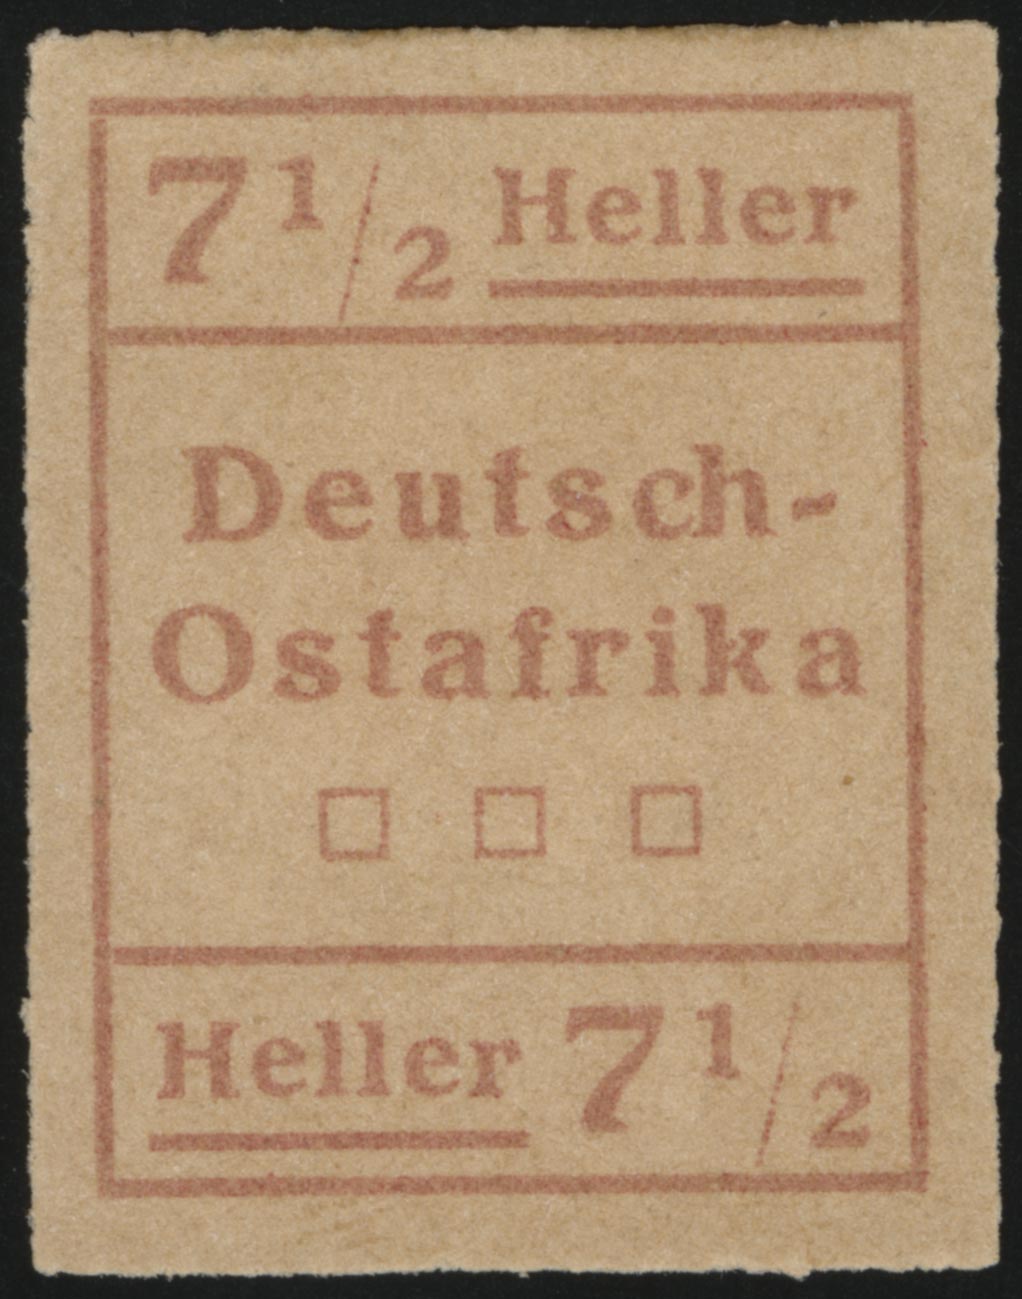 7 1/2 Heller
Deutsch-
Ostafrika
Heller 7 1/2